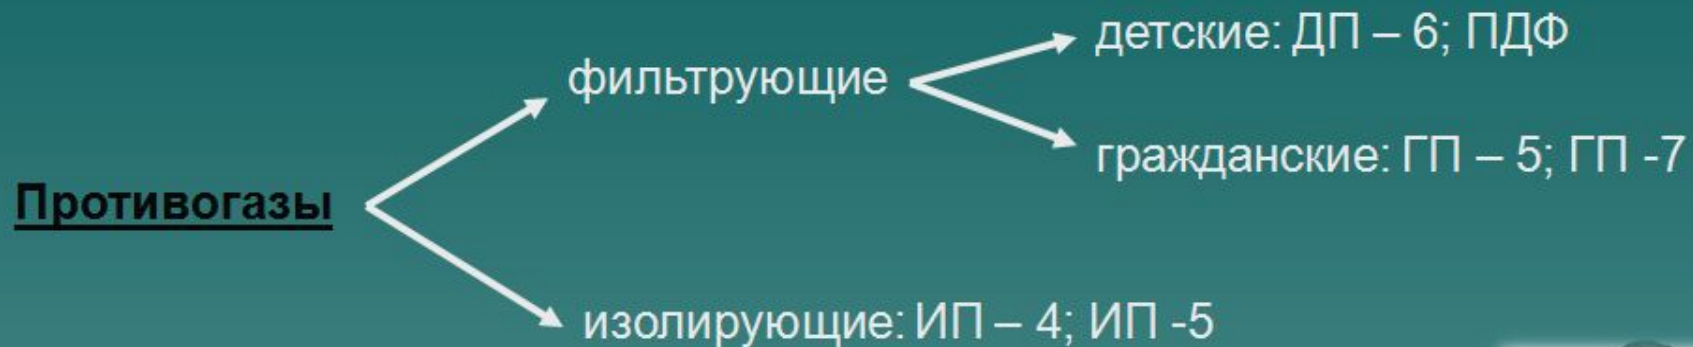 детские: ДП – 6; ПДФ
фильтрующие
гражданские: ГП – 5; ГП -7
Противогазы
изолирующие: ИП – 4; ИП -5